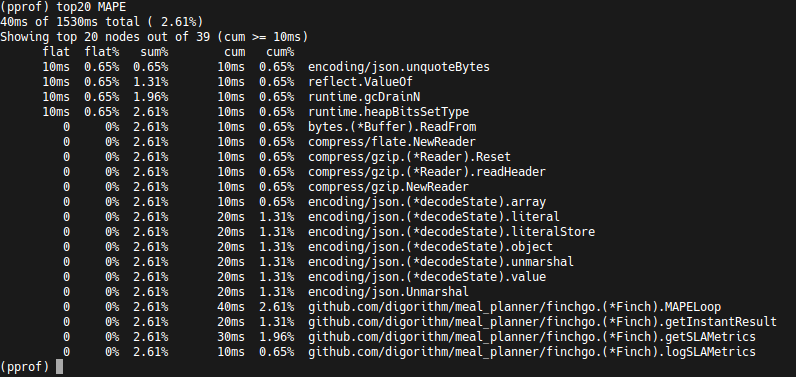 (pprof) top20 MAPE
40ms of 1530ms total ( 2.61%)
Showing top 20 nodes out of 39 (cum >= 10ms)
      flat  flat%   sum%        cum   cum%
      10ms  0.65%  0.65%       10ms  0.65%  encoding/json.unquoteBytes
      10ms  0.65%  1.31%       10ms  0.65%  reflect.ValueOf
      10ms  0.65%  1.96%       10ms  0.65%  runtime.gcDrainN
      10ms  0.65%  2.61%       10ms  0.65%  runtime.heapBitsSetType
         0     0%  2.61%       10ms  0.65%  bytes.(*Buffer).ReadFrom
         0     0%  2.61%       10ms  0.65%  compress/flate.NewReader
         0     0%  2.61%       10ms  0.65%  compress/gzip.(*Reader).Reset
         0     0%  2.61%       10ms  0.65%  compress/gzip.(*Reader).readHeader
         0     0%  2.61%       10ms  0.65%  compress/gzip.NewReader
         0     0%  2.61%       10ms  0.65%  encoding/json.(*decodeState).array
         0     0%  2.61%       20ms  1.31%  encoding/json.(*decodeState).literal
         0     0%  2.61%       20ms  1.31%  encoding/json.(*decodeState).literalStore
         0     0%  2.61%       20ms  1.31%  encoding/json.(*decodeState).object
         0     0%  2.61%       20ms  1.31%  encoding/json.(*decodeState).unmarshal
         0     0%  2.61%       20ms  1.31%  encoding/json.(*decodeState).value
         0     0%  2.61%       20ms  1.31%  encoding/json.Unmarshal
         0     0%  2.61%       40ms  2.61%  github.com/digorithm/meal_planner/finchgo.(*Finch).MAPELoop
         0     0%  2.61%       20ms  1.31%  github.com/digorithm/meal_planner/finchgo.(*Finch).getInstantResult
         0     0%  2.61%       30ms  1.96%  github.com/digorithm/meal_planner/finchgo.(*Finch).getSLAMetrics
         0     0%  2.61%       10ms  0.65%  github.com/digorithm/meal_planner/finchgo.(*Finch).logSLAMetrics
(pprof)